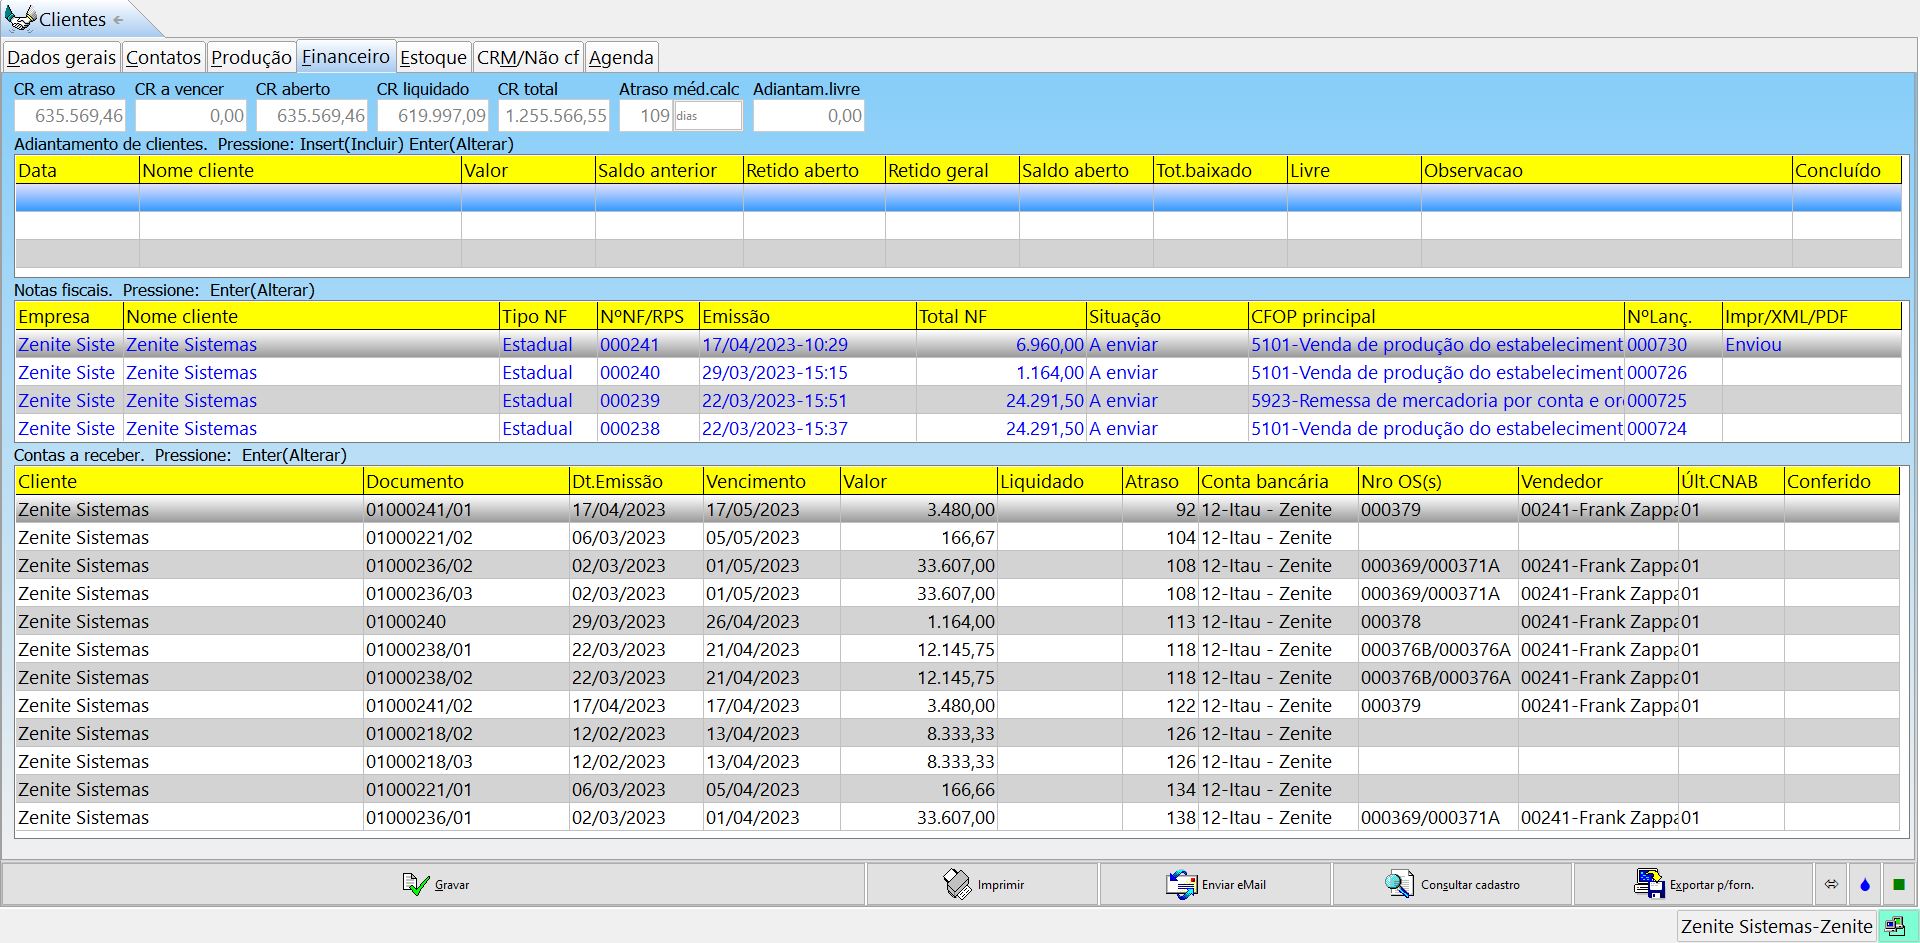 Clientes
Dados gerais Contatos Produção Financeiro Estoque CRM/Não cf Agenda
CR em atraso CR a vencer CR aberto CR liquidado CR total Atraso méd.calc Adiantam.livre
635.569,46 0,00 635.569,46 619.997,09 1.255.566,55 109 dias 0,00
Adiantamento de clientes. Pressione: Insert(Incluir) Enter(Alterar)
Data Nome cliente Valor Saldo anterior Retido aberto Retido geral Saldo aberto Tot.baixado Livre Observacao Concluído
Notas fiscais. Pressione: Enter(Alterar)
Empresa Nome cliente Tipo NF NºNF/RPS Emissão Total NF Situação CFOP principal NºLanç. Impr/XML/PDF
Zenite Siste Zenite Sistemas Estadual 000241 17/04/2023-10:29 6.960,00 A enviar 5101-Venda de produção do estabeleciment 000730 Enviou
Zenite Siste Zenite Sistemas Estadual 000240 29/03/2023-15:15 1.164,00 A enviar 5101-Venda de produção do estabeleciment 000726
Zenite Siste Zenite Sistemas Estadual 000239 22/03/2023-15:51 24.291,50 A enviar 5923-Remessa de mercadoria por conta e or 000725
Zenite Siste Zenite Sistemas Estadual 000238 22/03/2023-15:37 24.291,50 A enviar 5101-Venda de produção do estabeleciment 000724
Contas a receber. Pressione: Enter(Alterar)
Cliente Documento Dt.Emissão Vencimento Valor Liquidado Atraso Conta bancária Nro OS(s) Vendedor Últ.CNAB Conferido
Zenite Sistemas 01000241/01 17/04/2023 17/05/2023 3.480,00 92 12-Itau - Zenite 000379 00241-Frank Zappa 01
Zenite Sistemas 01000221/02 06/03/2023 05/05/2023 166,67 104 12-Itau - Zenite
Zenite Sistemas 01000236/02 02/03/2023 01/05/2023 33.607,00 108 12-Itau - Zenite 000369/000371A 00241-Frank Zappa 01
Zenite Sistemas 01000236/03 02/03/2023 01/05/2023 33.607,00 108 12-Itau - Zenite 000369/000371A 00241-Frank Zappa 01
Zenite Sistemas 01000240 29/03/2023 26/04/2023 1.164,00 113 12-Itau - Zenite 000378 00241-Frank Zappa 01
Zenite Sistemas 01000238/01 22/03/2023 21/04/2023 12.145,75 118 12-Itau - Zenite 000376B/000376A 00241-Frank Zappa 01
Zenite Sistemas 01000238/02 22/03/2023 21/04/2023 12.145,75 118 12-Itau - Zenite 000376B/000376A 00241-Frank Zappa 01
Zenite Sistemas 01000241/02 17/04/2023 17/04/2023 3.480,00 122 12-Itau - Zenite 000379 00241-Frank Zappa 01
Zenite Sistemas 01000218/02 12/02/2023 13/04/2023 8.333,33 126 12-Itau - Zenite
Zenite Sistemas 01000218/03 12/02/2023 13/04/2023 8.333,33 126 12-Itau - Zenite
Zenite Sistemas 01000221/01 06/03/2023 05/04/2023 166,66 134 12-Itau - Zenite
Zenite Sistemas 01000236/01 02/03/2023 01/04/2023 33.607,00 138 12-Itau - Zenite 000369/000371A 00241-Frank Zappa 01
Gravar Imprimir Enviar eMail Consultar cadastro Exportar p/forn.
Zenite Sistemas-Zenite